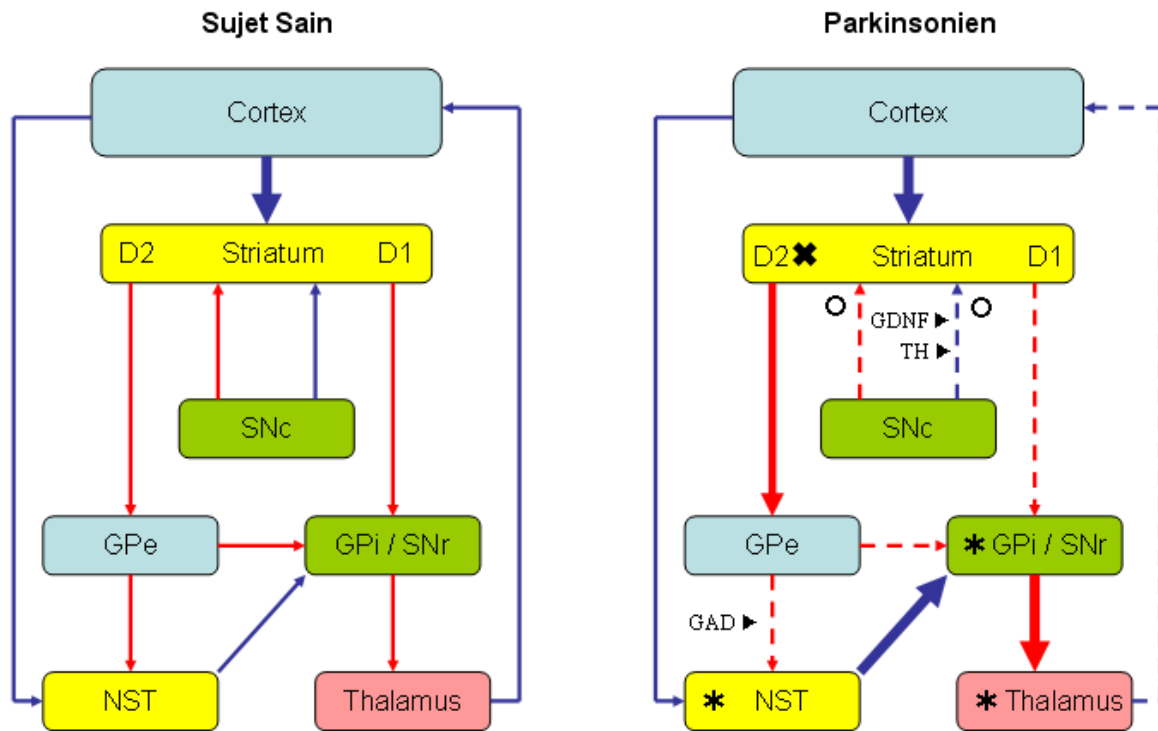 Sujet Sain
Cortex
D2 Striatum D1
SNc
GPe
GPi / SNr
NST
Thalamus
Parkinsonien
Cortex
D2 ✖ Striatum D1
GDNF ►
TH ►
SNc
GPe
* GPi / SNr
GAD ►
* NST
* Thalamus